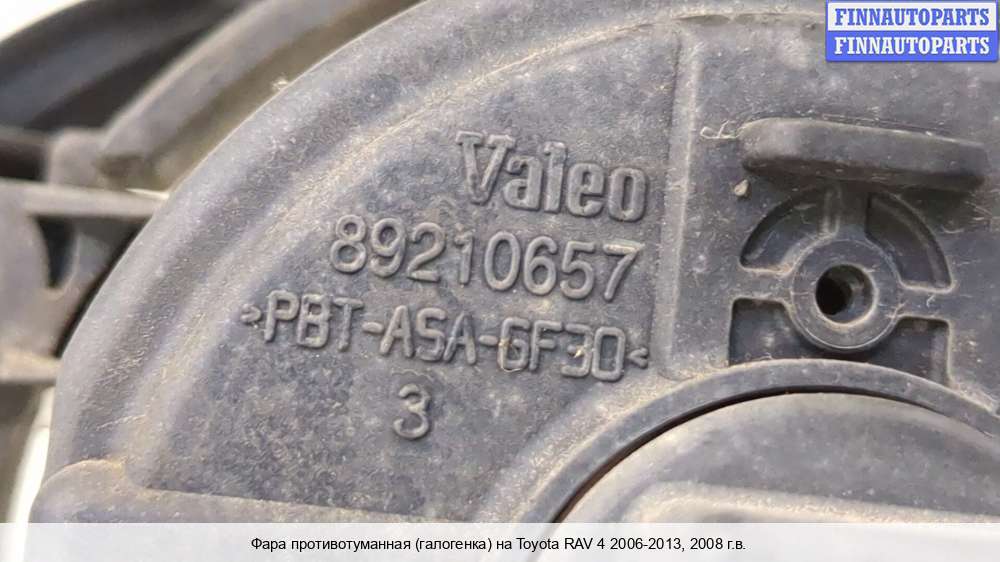 FINNAUTOPARTS
FINNAUTOPARTS
Valeo
89210657
>PBT-ASA-GF30<
3
Фара противотуманная (галогенка) на Toyota RAV 4 2006-2013, 2008 г.в.